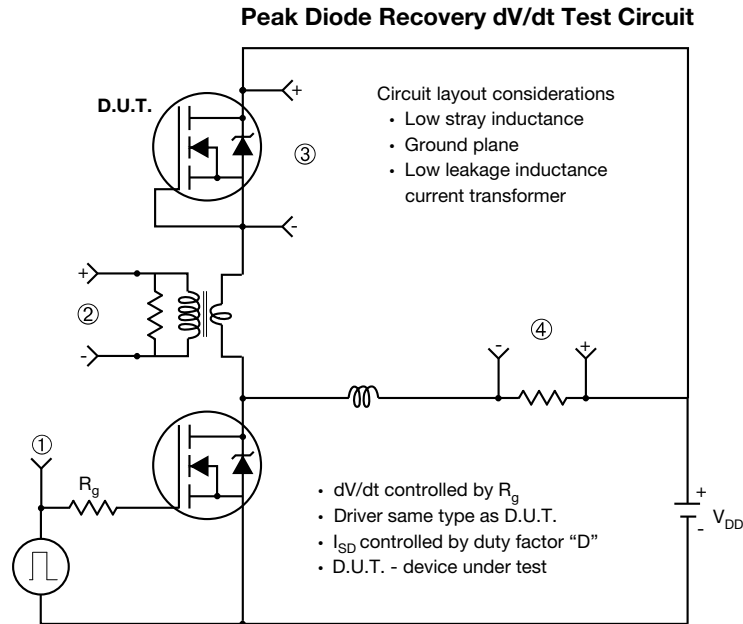 Peak Diode Recovery dV/dt Test Circuit
D.U.T.
+
-
③
Circuit layout considerations
• Low stray inductance
• Ground plane
• Low leakage inductance
current transformer
+
②
-
-
④
+
①
Rg
• dV/dt controlled by Rg
• Driver same type as D.U.T.
• ISD controlled by duty factor “D”
• D.U.T. - device under test
+
-
VDD